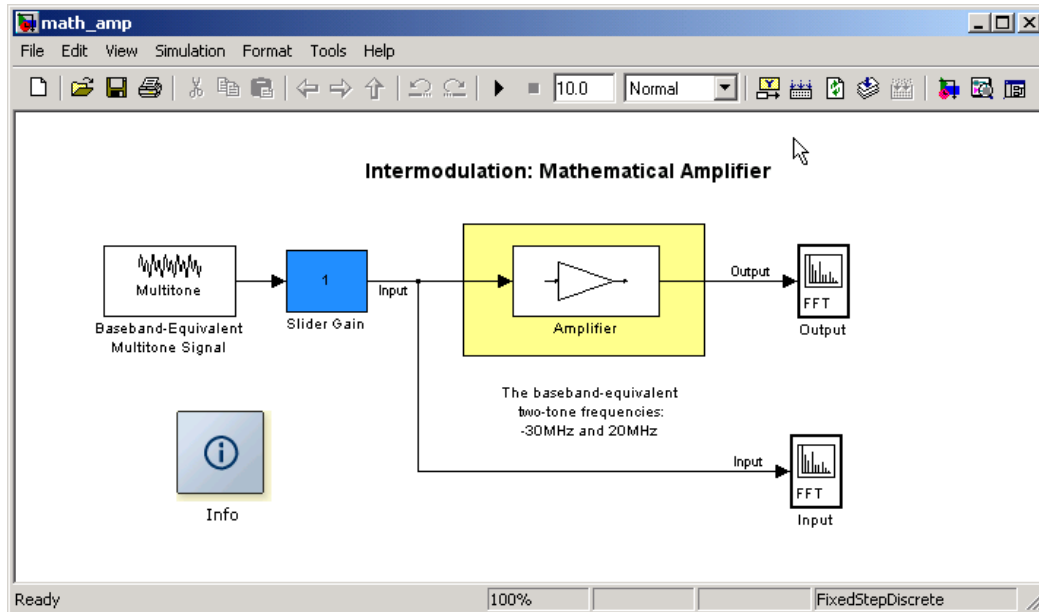 math_amp
File Edit View Simulation Format Tools Help
10.0 Normal
Intermodulation: Mathematical Amplifier
Multitone
Baseband-Equivalent
Multitone Signal
1
Slider Gain
Input
Amplifier
Output
FFT
Output
The baseband-equivalent
two-tone frequencies:
-30MHz and 20MHz
Input
FFT
Input
Info
Ready 100% FixedStepDiscrete